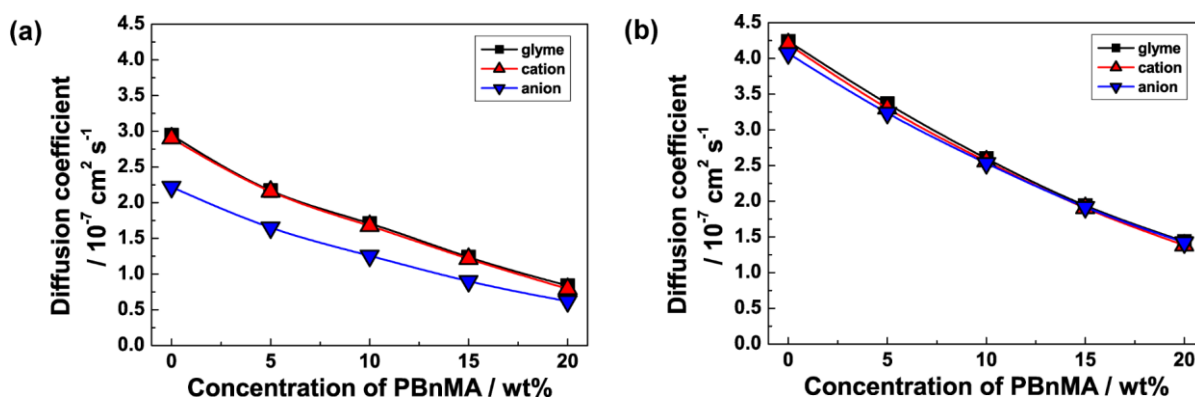 (a)
Diffusion coefficient
/ 10⁻⁷ cm² s⁻¹
4.5
4.0
3.5
3.0
2.5
2.0
1.5
1.0
0.5
0.0
glyme
cation
anion
0 5 10 15 20
Concentration of PBnMA / wt%
(b)
Diffusion coefficient
/ 10⁻⁷ cm² s⁻¹
4.5
4.0
3.5
3.0
2.5
2.0
1.5
1.0
0.5
0.0
glyme
cation
anion
0 5 10 15 20
Concentration of PBnMA / wt%